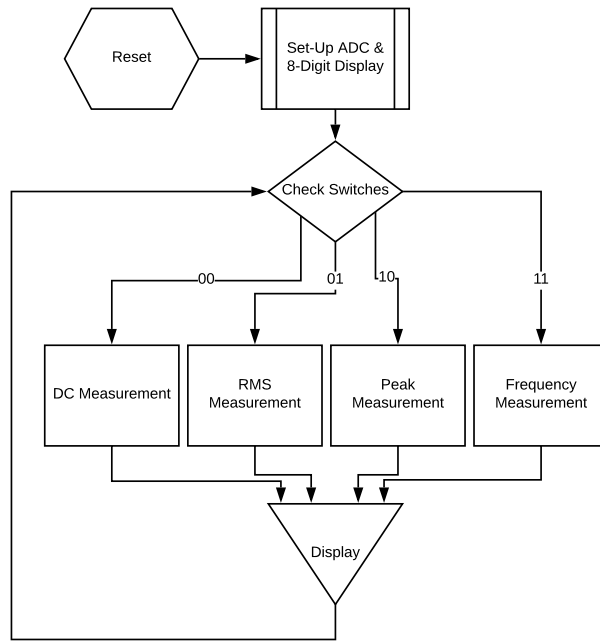 Reset
Set-Up ADC &
8-Digit Display
Check Switches
00
01
10
11
DC Measurement
RMS
Measurement
Peak
Measurement
Frequency
Measurement
Display